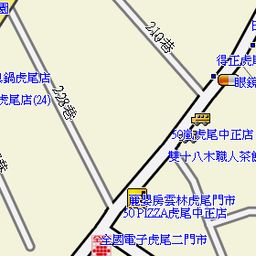 園
210巷
得正虎尾
鍋虎尾店
眼鏡
虎尾店(24)
228巷
50嵐虎尾中正店
雙十八木職人茶飲
麗嬰房雲林虎尾門市
50 PIZZA虎尾中正店
全國電子虎尾二門市